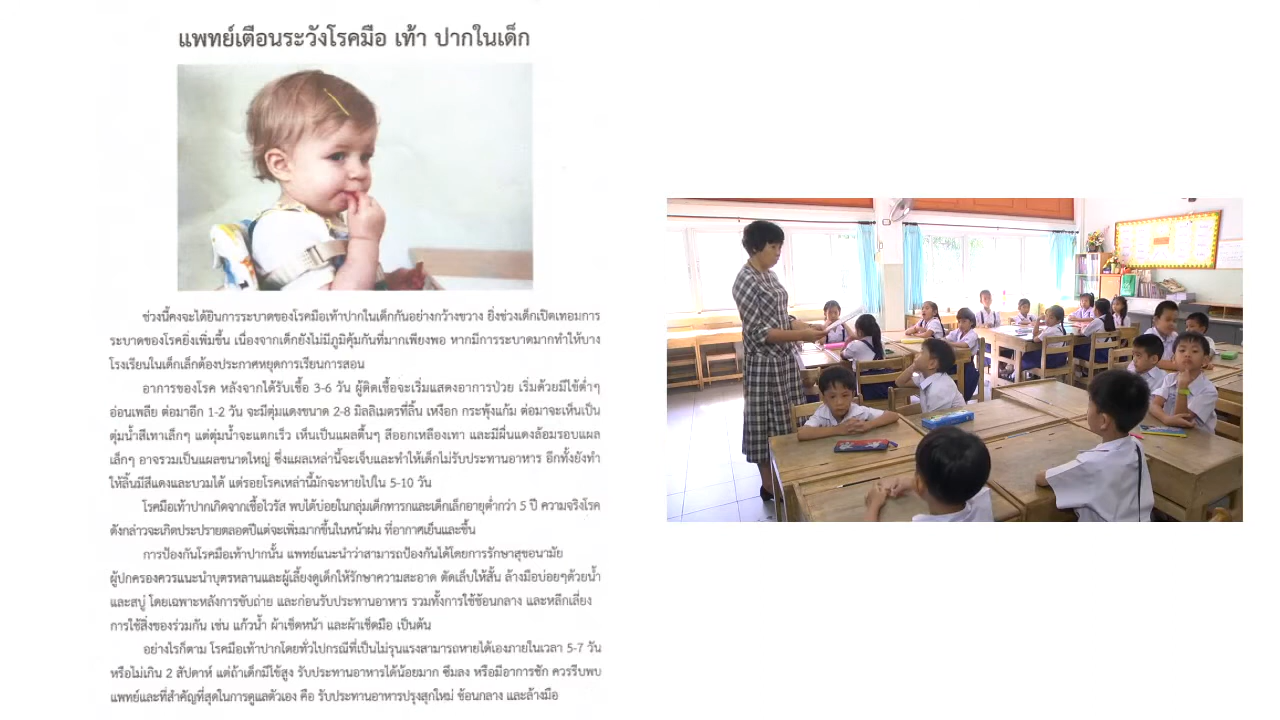 แพทย์เตือนระวังโรคมือ เท้า ปากในเด็ก
ช่วงนี้คงจะได้ยินการระบาดของโรคมือเท้าปากในเด็กกันอย่างกว้างขวาง ยิ่งช่วงเด็กเปิดเทอมการ
ระบาดของโรคยิ่งเพิ่มขึ้น เนื่องจากเด็กยังไม่มีภูมิคุ้มกันที่มากเพียงพอ หากมีการระบาดมากทำให้บาง
โรงเรียนในเด็กเล็กต้องประกาศหยุดการเรียนการสอน
อาการของโรค หลังจากได้รับเชื้อ 3-6 วัน ผู้ติดเชื้อจะเริ่มแสดงอาการป่วย เริ่มด้วยมีไข้ต่ำๆ
อ่อนเพลีย ต่อมาอีก 1-2 วัน จะมีตุ่มแดงขนาด 2-8 มิลลิเมตรที่ลิ้น เหงือก กระพุ้งแก้ม ต่อมาจะเห็นเป็น
ตุ่มน้ำสีเทาเล็กๆ แต่ตุ่มน้ำจะแตกเร็ว เห็นเป็นแผลตื้นๆ สีออกเหลืองเทา และมีผื่นแดงล้อมรอบแผล
เล็กๆ อาจรวมเป็นแผลขนาดใหญ่ ซึ่งแผลเหล่านี้จะเจ็บและทำให้เด็กไม่รับประทานอาหาร อีกทั้งยังทำ
ให้ลิ้นมีสีแดงและบวมได้ แต่รอยโรคเหล่านี้มักจะหายไปใน 5-10 วัน
โรคมือเท้าปากเกิดจากเชื้อไวรัส พบได้บ่อยในกลุ่มเด็กทารกและเด็กเล็กอายุต่ำกว่า 5 ปี ความจริงโรค
ดังกล่าวจะเกิดประปรายตลอดปีแต่จะเพิ่มมากขึ้นในหน้าฝน ที่อากาศเย็นและชื้น
การป้องกันโรคมือเท้าปากนั้น แพทย์แนะนำว่าสามารถป้องกันได้โดยการรักษาสุขอนามัย
ผู้ปกครองควรแนะนำบุตรหลานและผู้เลี้ยงดูเด็กให้รักษาความสะอาด ตัดเล็บให้สั้น ล้างมือบ่อยๆด้วยน้ำ
และสบู่ โดยเฉพาะหลังการขับถ่าย และก่อนรับประทานอาหาร รวมทั้งการใช้ช้อนกลาง และหลีกเลี่ยง
การใช้สิ่งของร่วมกัน เช่น แก้วน้ำ ผ้าเช็ดหน้า และผ้าเช็ดมือ เป็นต้น
อย่างไรก็ตาม โรคมือเท้าปากโดยทั่วไปกรณีที่เป็นไม่รุนแรงสามารถหายได้เองภายในเวลา 5-7 วัน
หรือไม่เกิน 2 สัปดาห์ แต่ถ้าเด็กมีไข้สูง รับประทานอาหารได้น้อยมาก ซึมลง หรือมีอาการชัก ควรรีบพบ
แพทย์และที่สำคัญที่สุดในการดูแลตัวเอง คือ รับประทานอาหารปรุงสุกใหม่ ช้อนกลาง และล้างมือ